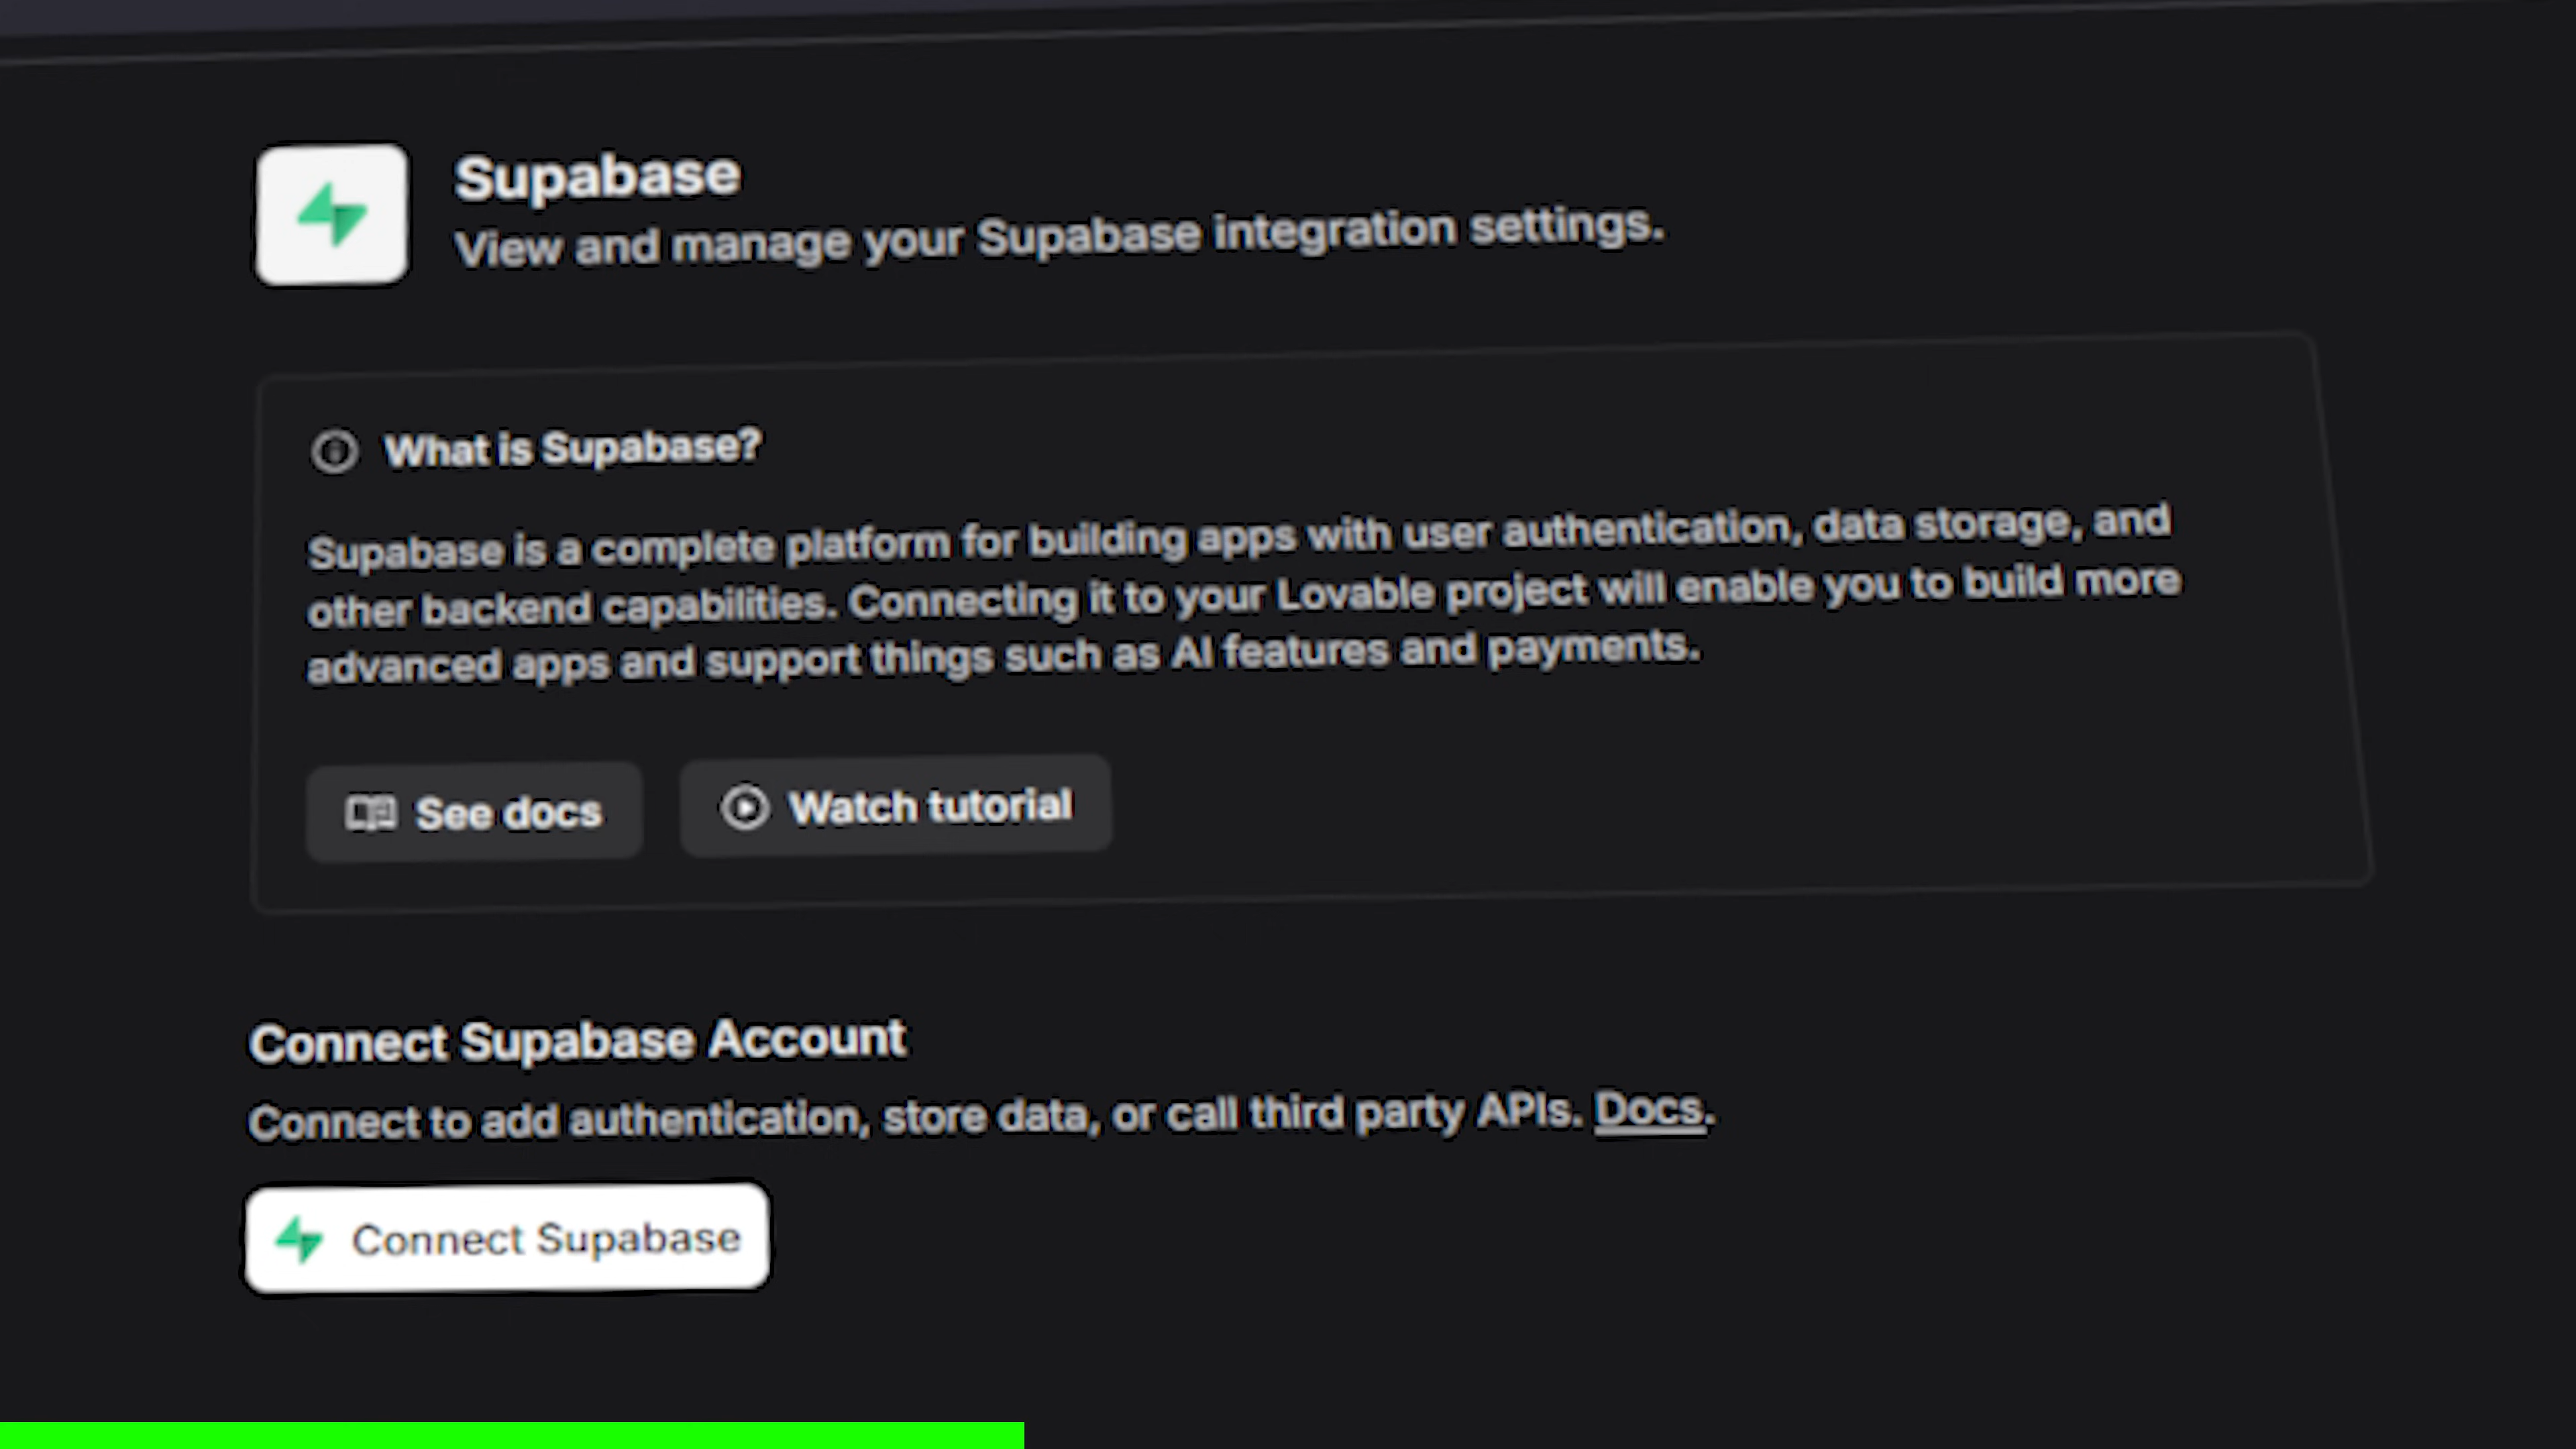 Supabase
View and manage your Supabase integration settings.
What is Supabase?
Supabase is a complete platform for building apps with user authentication, data storage, and
other backend capabilities. Connecting it to your Lovable project will enable you to build more
advanced apps and support things such as AI features and payments.
See docs
Watch tutorial
Connect Supabase Account
Connect to add authentication, store data, or call third party APIs. Docs.
Connect Supabase